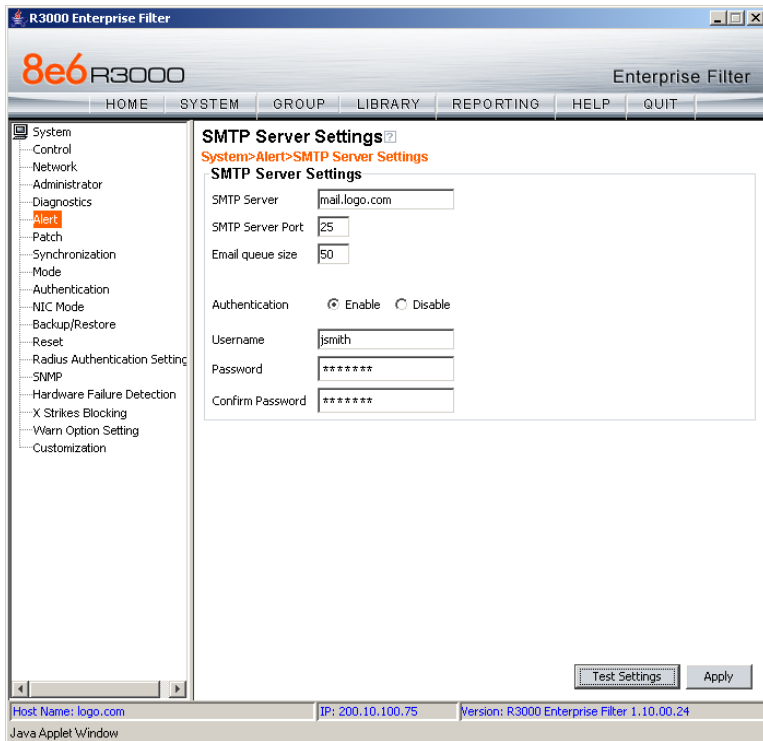 R3000 Enterprise Filter
8e6 R3000
Enterprise Filter
HOME SYSTEM GROUP LIBRARY REPORTING HELP QUIT
System
Control
Network
Administrator
Diagnostics
Alert
Patch
Synchronization
Mode
Authentication
NIC Mode
Backup/Restore
Reset
Radius Authentication Setting
SNMP
Hardware Failure Detection
X Strikes Blocking
Warn Option Setting
Customization
SMTP Server Settings ?
System>Alert>SMTP Server Settings
SMTP Server Settings
SMTP Server mail.logo.com
SMTP Server Port 25
Email queue size 50
Authentication Enable Disable
Username jsmith
Password *******
Confirm Password *******
Test Settings Apply
Host Name: logo.com IP: 200.10.100.75 Version: R3000 Enterprise Filter 1.10.00.24
Java Applet Window